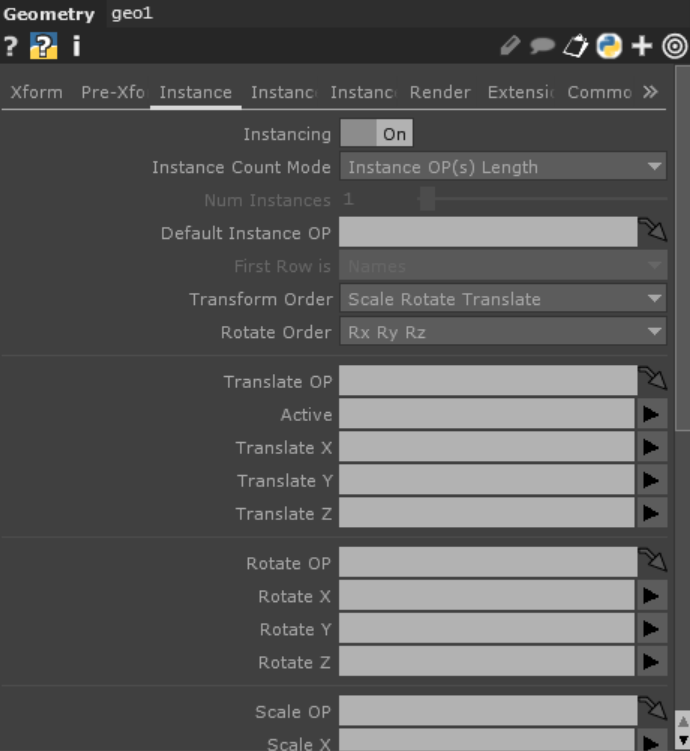 Geometry geo1
? ? i
Xform Pre-Xfo Instance Instanc Instanc Render Extensi Commo
Instancing On
Instance Count Mode Instance OP(s) Length
Num Instances 1
Default Instance OP
First Row is Names
Transform Order Scale Rotate Translate
Rotate Order Rx Ry Rz
Translate OP
Active
Translate X
Translate Y
Translate Z
Rotate OP
Rotate X
Rotate Y
Rotate Z
Scale OP
Scale X